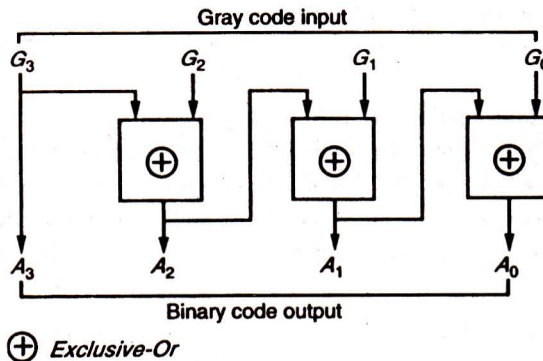 Gray code input
G₃ G₂ G₁ G₀
A₃ A₂ A₁ A₀
Binary code output
⊕ Exclusive-Or